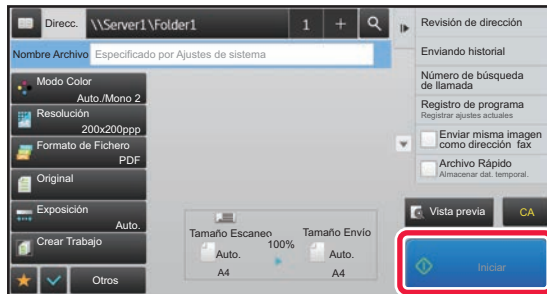 Direcc. \\Server1\Folder1 1 +
Nombre Archivo Especificado por Ajustes de sistema
Modo Color
Auto./Mono 2
Resolución
200x200ppp
Formato de Fichero
PDF
Original
Exposición
Auto.
Crear Trabajo
Otros
Tamaño Escaneo 100% Tamaño Envío
Auto. Auto.
A4 A4
Revisión de dirección
Enviando historial
Número de búsqueda
de llamada
Registro de programa
Registrar ajustes actuales
Enviar misma imagen
como dirección fax
Archivo Rápido
Almacenar dat. temporal.
Vista previa CA
Iniciar